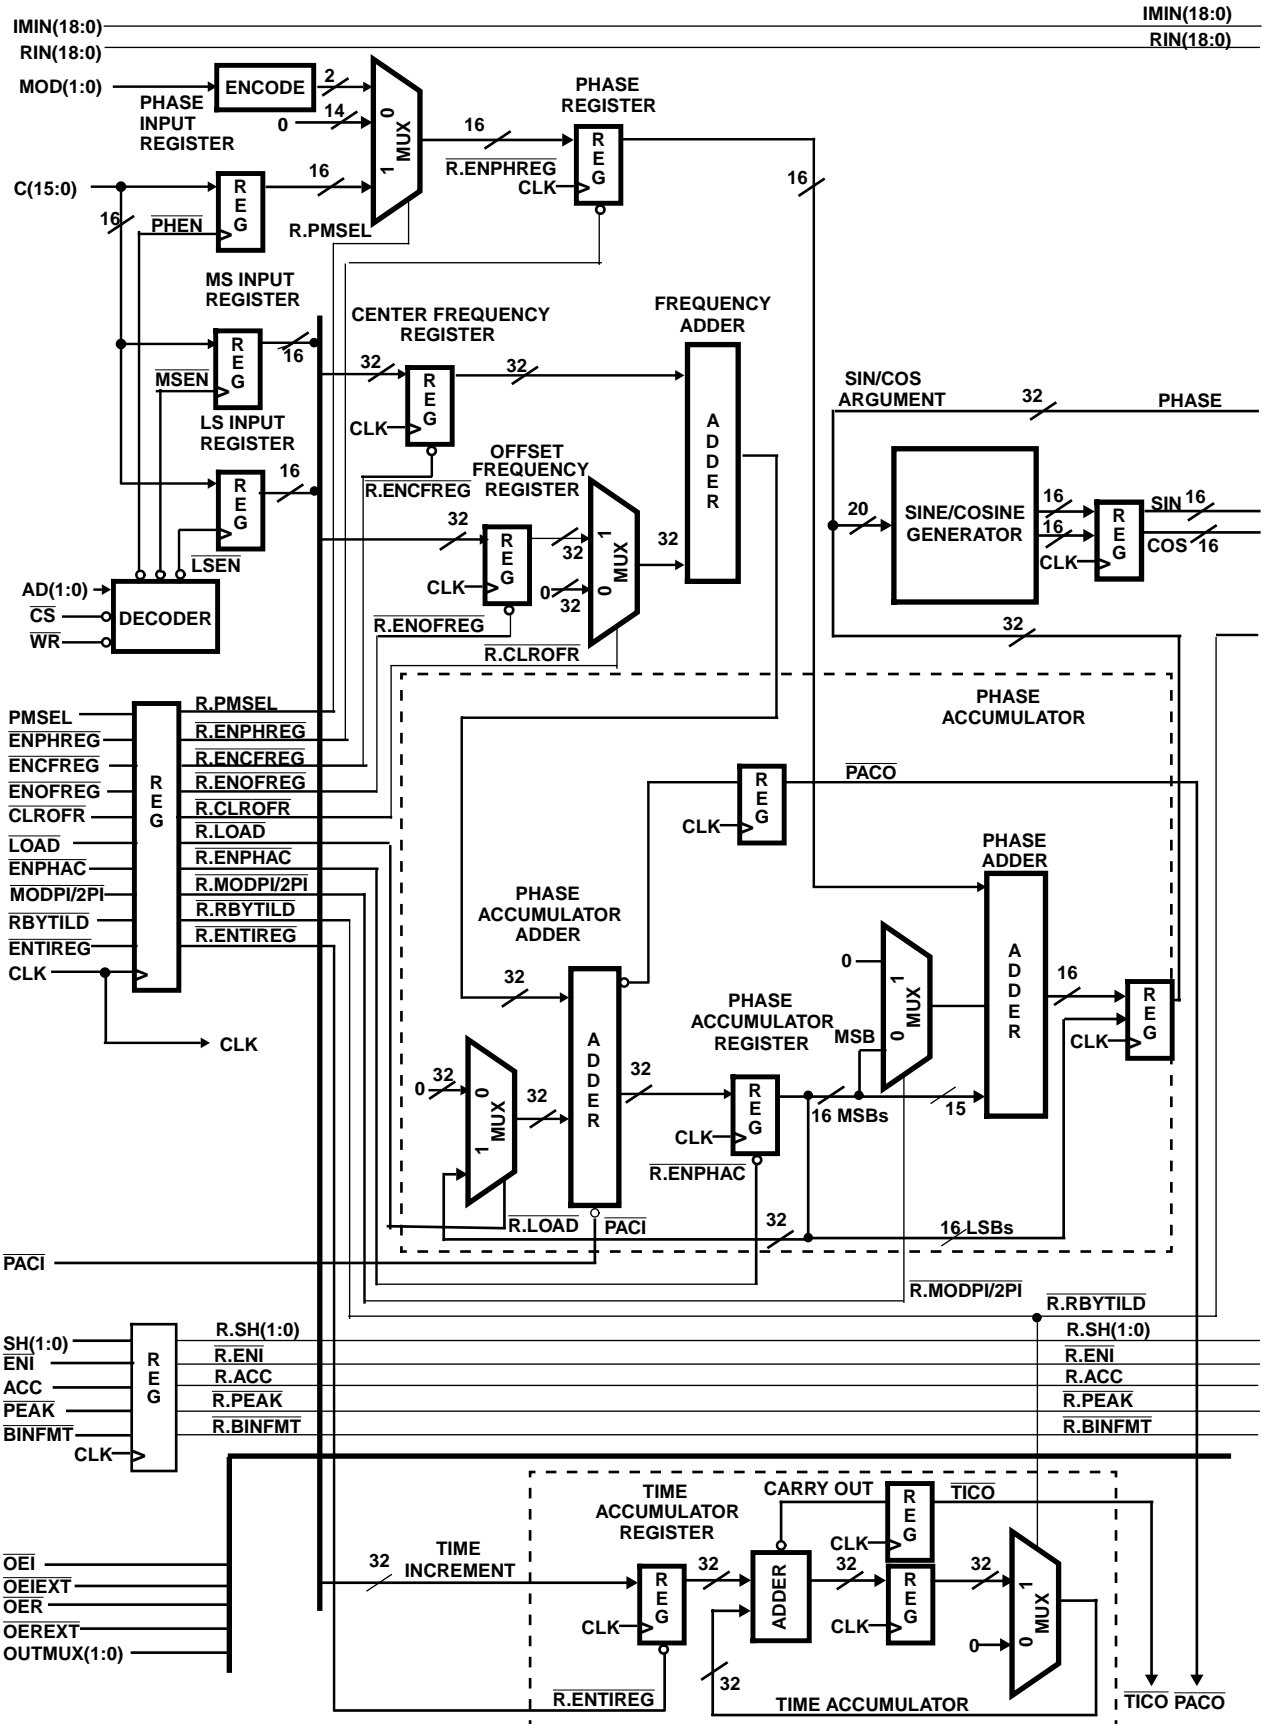 IMIN(18:0)
IMIN(18:0)
RIN(18:0)
RIN(18:0)
MOD(1:0)
ENCODE
2
PHASE
INPUT
REGISTER
14
0
0
MUX
1
PHASE
REGISTER
16
REG
R.ENPHREG
CLK
16
C(15:0)
16
REG
16
PHEN
R.PMSEL
MS INPUT
REGISTER
REG
16
MSEN
LS INPUT
REGISTER
REG
16
LSEN
CENTER FREQUENCY
REGISTER
32
REG
32
CLK
R.ENCFREG
FREQUENCY
ADDER
ADDER
OFFSET
FREQUENCY
REGISTER
32
REG
32
CLK
0
32
1
MUX
0
32
R.ENOFREG
R.CLROFR
SIN/COS
ARGUMENT
32
PHASE
20
SINE/COSINE
GENERATOR
16
16
REG
CLK
SIN
16
COS
16
32
AD(1:0)
CS
WR
DECODER
PMSEL
ENPHREG
ENCFREG
ENOFREG
CLROFR
LOAD
ENPHAC
MODPI/2PI
RBYTILD
ENTIREG
CLK
REG
R.PMSEL
R.ENPHREG
R.ENCFREG
R.ENOFREG
R.CLROFR
R.LOAD
R.ENPHAC
R.MODPI/2PI
R.RBYTILD
R.ENTIREG
CLK
PHASE
ACCUMULATOR
REG
CLK
PACO
PHASE
ADDER
ADDER
PHASE
ACCUMULATOR
ADDER
32
ADDER
0
32
0
MUX
1
32
32
PHASE
ACCUMULATOR
REGISTER
REG
CLK
R.ENPHAC
0
1
MUX
0
MSB
16 MSBs
15
16
REG
CLK
R.LOAD
PACI
32
16 LSBs
PACI
R.MODPI/2PI
R.RBYTILD
SH(1:0)
ENI
ACC
PEAK
BINFMT
CLK
REG
R.SH(1:0)
R.ENI
R.ACC
R.PEAK
R.BINFMT
R.SH(1:0)
R.ENI
R.ACC
R.PEAK
R.BINFMT
OEI
OEIEXT
OER
OEREXT
OUTMUX(1:0)
32
TIME
INCREMENT
TIME
ACCUMULATOR
REGISTER
REG
CLK
R.ENTIREG
32
ADDER
CARRY OUT
REG
CLK
TICO
32
REG
CLK
32
1
MUX
0
0
32
TIME ACCUMULATOR
TICO
PACO